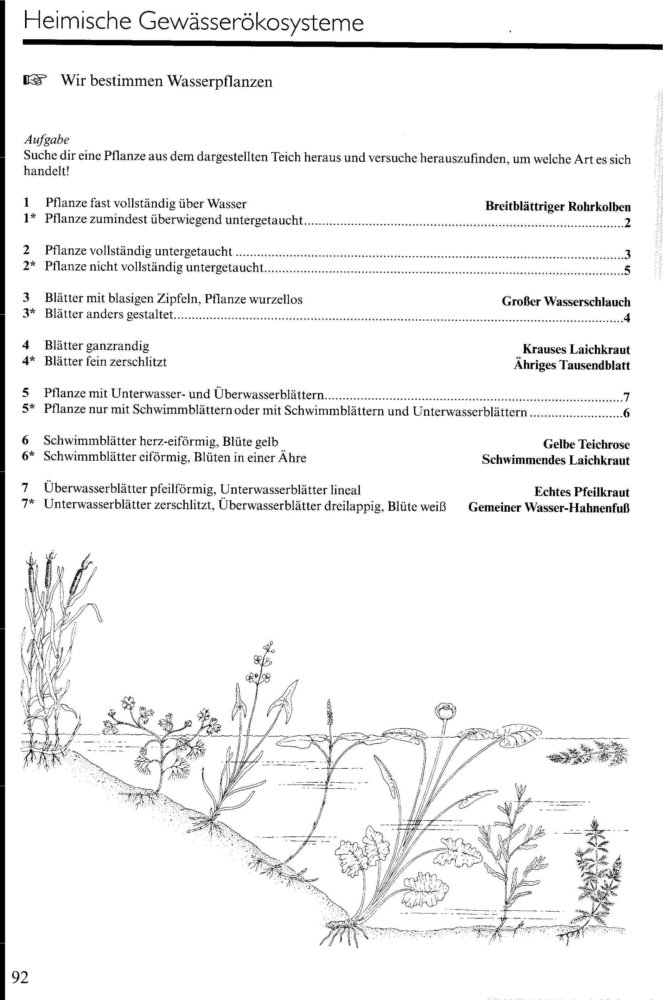 Heimische Gewässerökosysteme
☞ Wir bestimmen Wasserpflanzen
Aufgabe
Suche dir eine Pflanze aus dem dargestellten Teich heraus und versuche herauszufinden, um welche Art es sich
handelt!
1 Pflanze fast vollständig über Wasser Breitblättriger Rohrkolben
1* Pflanze zumindest überwiegend untergetaucht....................2
2 Pflanze vollständig untergetaucht ....................3
2* Pflanze nicht vollständig untergetaucht....................5
3 Blätter mit blasigen Zipfeln, Pflanze wurzellos Großer Wasserschlauch
3* Blätter anders gestaltet....................4
4 Blätter ganzrandig Krauses Laichkraut
4* Blätter fein zerschlitzt Ähriges Tausendblatt
5 Pflanze mit Unterwasser- und Überwasserblättern....................7
5* Pflanze nur mit Schwimmblättern oder mit Schwimmblättern und Unterwasserblättern ....................6
6 Schwimmblätter herz-eiförmig, Blüte gelb Gelbe Teichrose
6* Schwimmblätter eiförmig, Blüten in einer Ähre Schwimmendes Laichkraut
7 Überwasserblätter pfeilförmig, Unterwasserblätter lineal Echtes Pfeilkraut
7* Unterwasserblätter zerschlitzt, Überwasserblätter dreilappig, Blüte weiß Gemeiner Wasser-Hahnenfuß
92